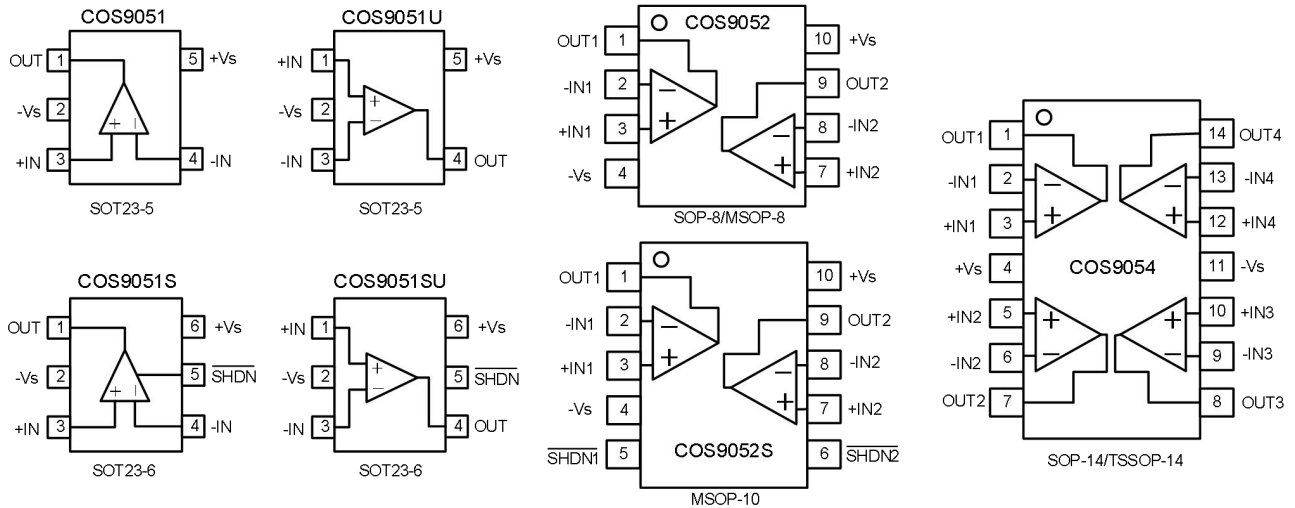 COS9051
OUT 1 5 +Vs
-Vs 2
+IN 3 4 -IN
+ −
SOT23-5
COS9051U
+IN 1 5 +Vs
-Vs 2
-IN 3 4 OUT
+
−
SOT23-5
COS9052
OUT1 1 10 +Vs
-IN1 2 9 OUT2
+IN1 3 8 -IN2
-Vs 4 7 +IN2
− +
− +
SOP-8/MSOP-8
COS9051S
OUT 1 6 +Vs
-Vs 2 5 SHDN
+IN 3 4 -IN
+ −
SOT23-6
COS9051SU
+IN 1 6 +Vs
-Vs 2 5 SHDN
-IN 3 4 OUT
+
−
SOT23-6
OUT1 1 10 +Vs
-IN1 2 9 OUT2
+IN1 3 8 -IN2
-Vs 4 7 +IN2
SHDN1 5 6 SHDN2
− +
− +
COS9052S
MSOP-10
OUT1 1 14 OUT4
-IN1 2 13 -IN4
+IN1 3 12 +IN4
+Vs 4 COS9054 11 -Vs
+IN2 5 10 +IN3
-IN2 6 9 -IN3
OUT2 7 8 OUT3
− +
− +
+ −
+ −
SOP-14/TSSOP-14